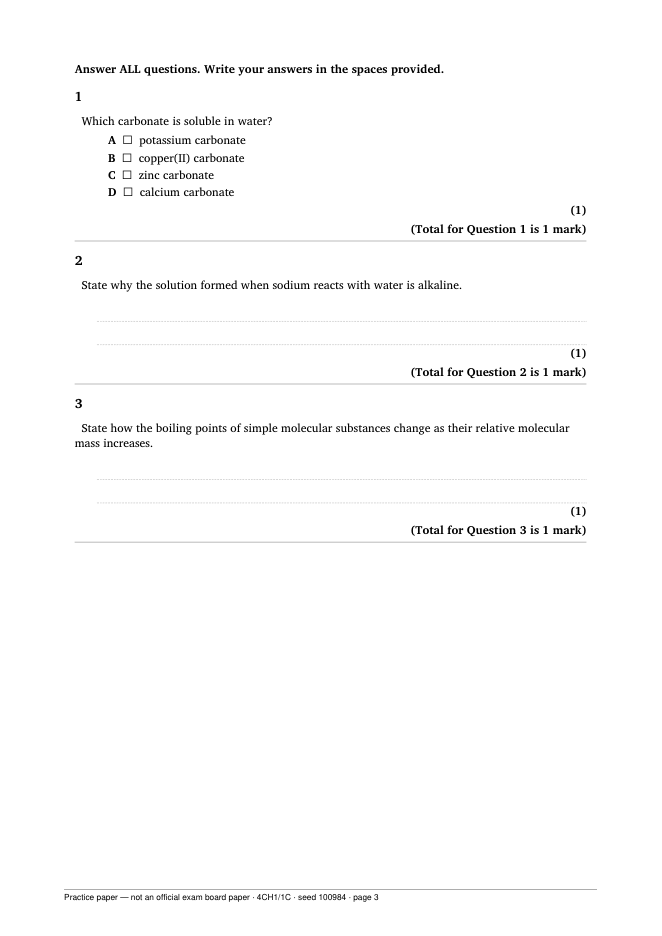 Answer ALL questions. Write your answers in the spaces provided.
1
Which carbonate is soluble in water?
A ☐ potassium carbonate
B ☐ copper(II) carbonate
C ☐ zinc carbonate
D ☐ calcium carbonate
(1)
(Total for Question 1 is 1 mark)
2
State why the solution formed when sodium reacts with water is alkaline.
(1)
(Total for Question 2 is 1 mark)
3
State how the boiling points of simple molecular substances change as their relative molecular
mass increases.
(1)
(Total for Question 3 is 1 mark)
Practice paper — not an official exam board paper · 4CH1/1C · seed 100984 · page 3